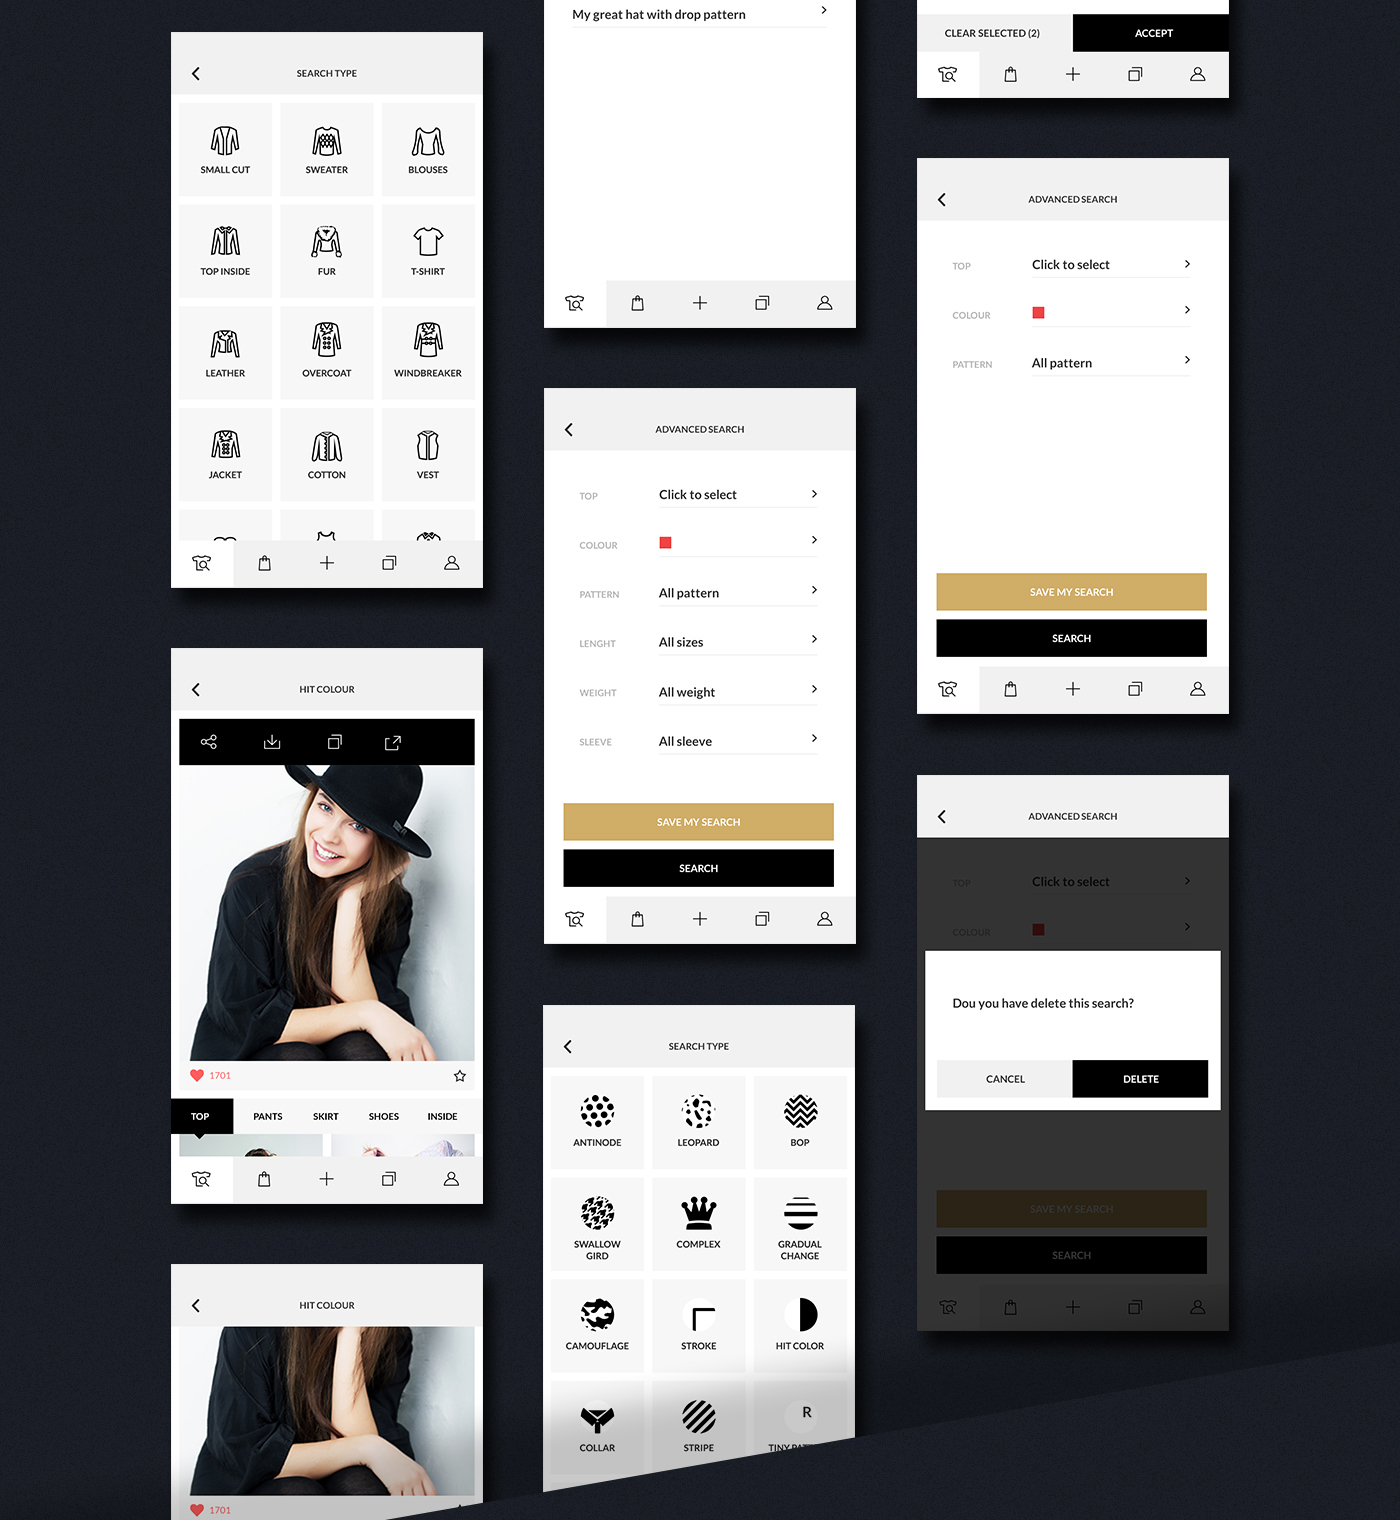 SEARCH TYPE
SMALL CUT
SWEATER
BLOUSES
TOP INSIDE
FUR
T-SHIRT
LEATHER
OVERCOAT
WINDBREAKER
JACKET
COTTON
VEST
HIT COLOUR
1701
TOP
PANTS
SKIRT
SHOES
INSIDE
HIT COLOUR
1701
My great hat with drop pattern
ADVANCED SEARCH
TOP
Click to select
COLOUR
PATTERN
All pattern
LENGHT
All sizes
WEIGHT
All weight
SLEEVE
All sleeve
SAVE MY SEARCH
SEARCH
SEARCH TYPE
ANTINODE
LEOPARD
BOP
SWALLOW
GIRD
COMPLEX
GRADUAL
CHANGE
CAMOUFLAGE
STROKE
HIT COLOR
COLLAR
STRIPE
R
TINY
CLEAR SELECTED (2)
ACCEPT
ADVANCED SEARCH
TOP
Click to select
COLOUR
PATTERN
All pattern
SAVE MY SEARCH
SEARCH
ADVANCED SEARCH
TOP
Click to select
COLOUR
Dou you have delete this search?
CANCEL
DELETE
SAVE MY SEARCH
SEARCH